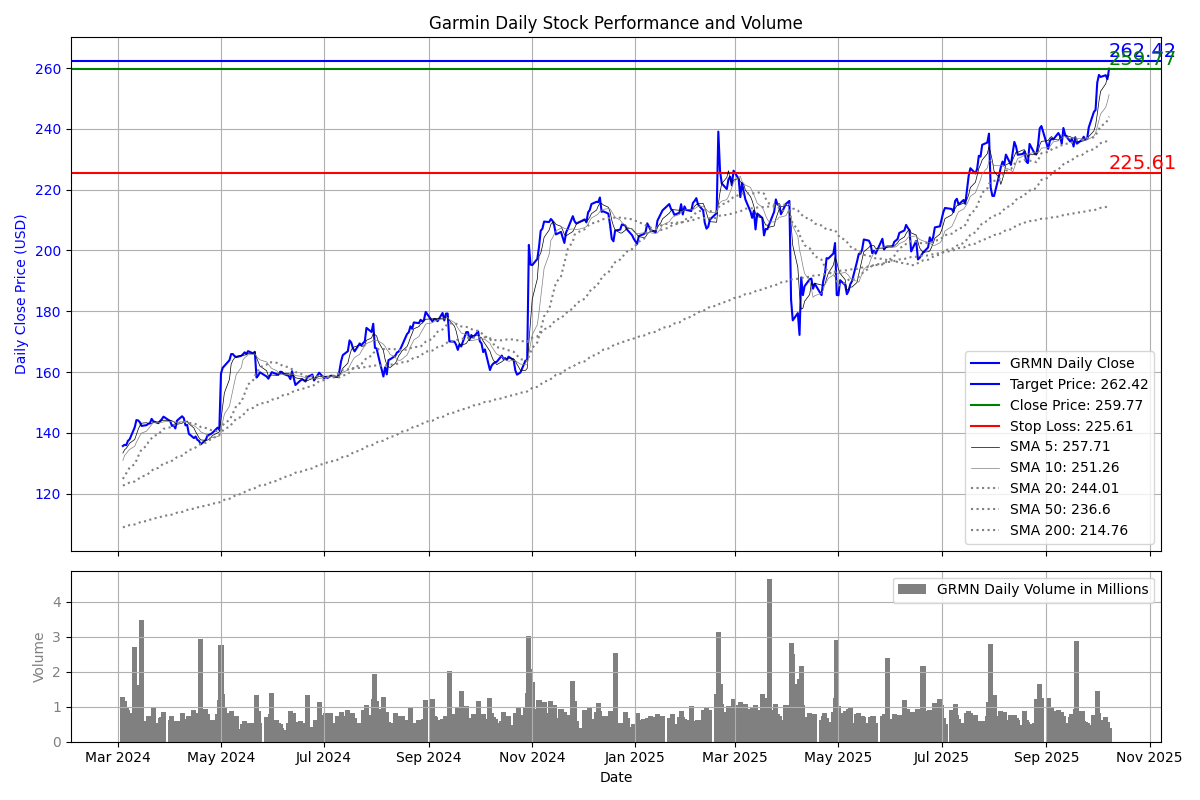 Garmin Daily Stock Performance and Volume
262.42
259.77
225.61
Daily Close Price (USD)
260
240
220
200
180
160
140
120
GRMN Daily Close
Target Price: 262.42
Close Price: 259.77
Stop Loss: 225.61
SMA 5: 257.71
SMA 10: 251.26
SMA 20: 244.01
SMA 50: 236.6
SMA 200: 214.76
GRMN Daily Volume in Millions
Volume
4
3
2
1
0
Mar 2024 May 2024 Jul 2024 Sep 2024 Nov 2024 Jan 2025 Mar 2025 May 2025 Jul 2025 Sep 2025 Nov 2025
Date